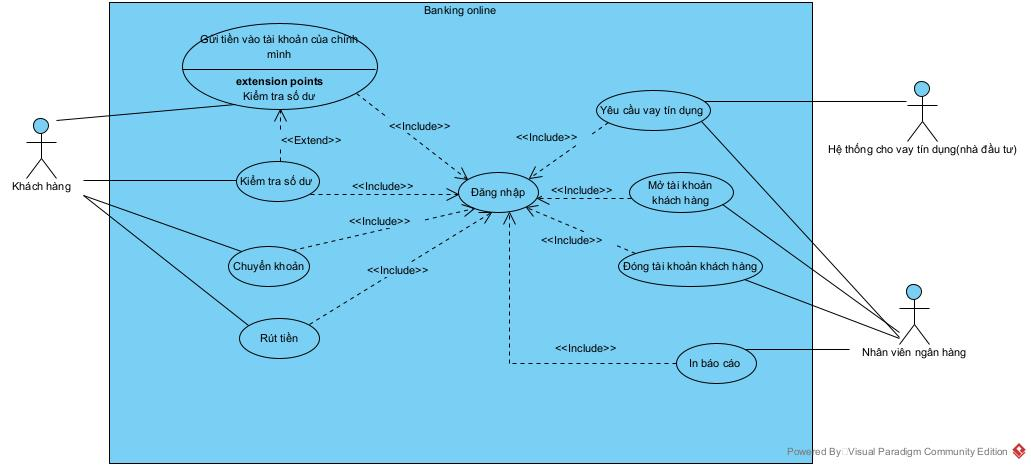 Banking online
Gửi tiền vào tài khoản của chính
mình
extension points
Kiểm tra số dư
<<Include>>
<<Extend>>
Khách hàng
Kiểm tra số dư
<<Include>>
<<Include>>
Chuyển khoản
<<Include>>
Rút tiền
Đăng nhập
Yêu cầu vay tín dụng
<<Include>>
Hệ thống cho vay tín dụng(nhà đầu tư)
Mở tài khoản
khách hàng
<<Include>>
<<Include>>
Đóng tài khoản khách hàng
<<Include>>
In báo cáo
Nhân viên ngân hàng
Powered By Visual Paradigm Community Edition